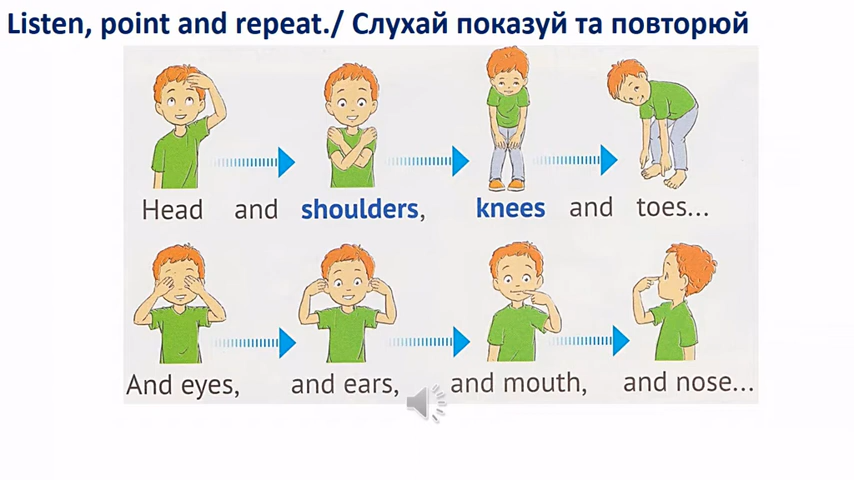 Listen, point and repeat./ Слухай показуй та повторюй
Head and shoulders, knees and toes...
And eyes, and ears, and mouth, and nose...